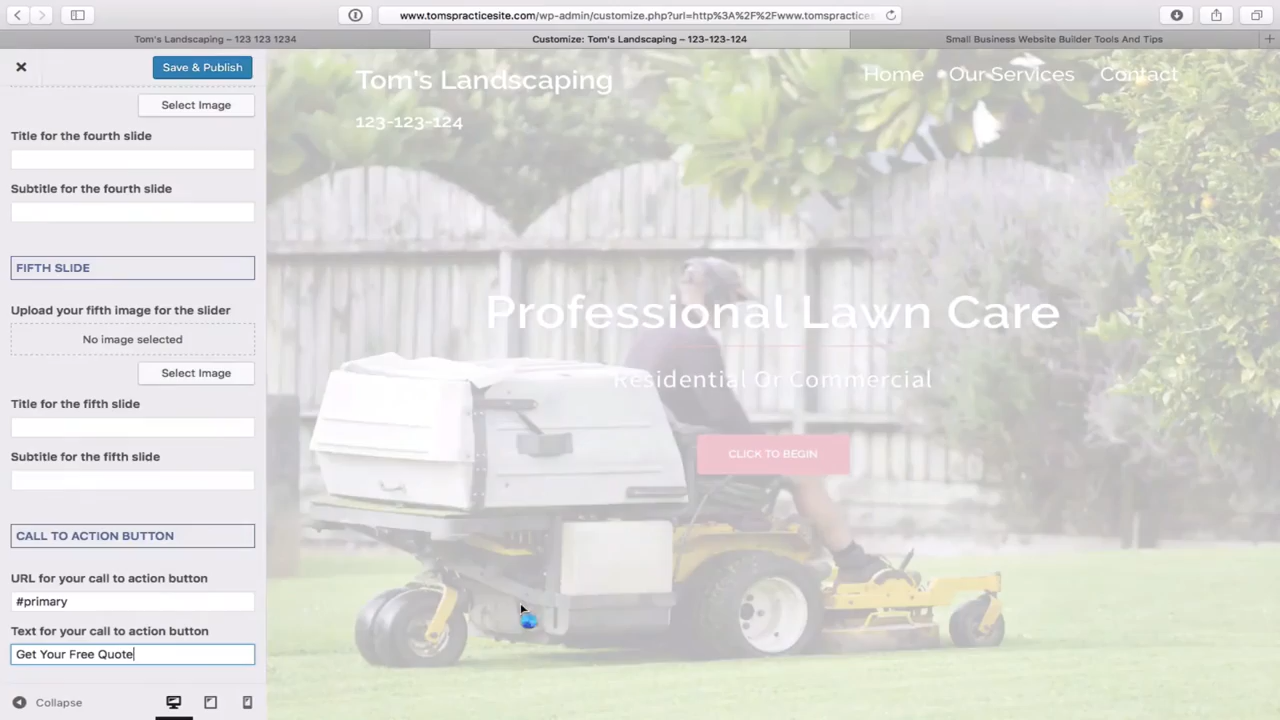 www.tomspracticesite.com/wp-admin/customize.php?url=http%3A%2F%2Fwww.tomspractices
Tom's Landscaping – 123 123 1234
Customize: Tom's Landscaping – 123-123-124
Small Business Website Builder Tools And Tips
Save & Publish
Select Image
Title for the fourth slide
Subtitle for the fourth slide
FIFTH SLIDE
Upload your fifth image for the slider
No image selected
Select Image
Title for the fifth slide
Subtitle for the fifth slide
CALL TO ACTION BUTTON
URL for your call to action button
#primary
Text for your call to action button
Get Your Free Quote
Collapse
Tom's Landscaping
Home
Our Services
Contact
123-123-124
Professional Lawn Care
Residential Or Commercial
CLICK TO BEGIN